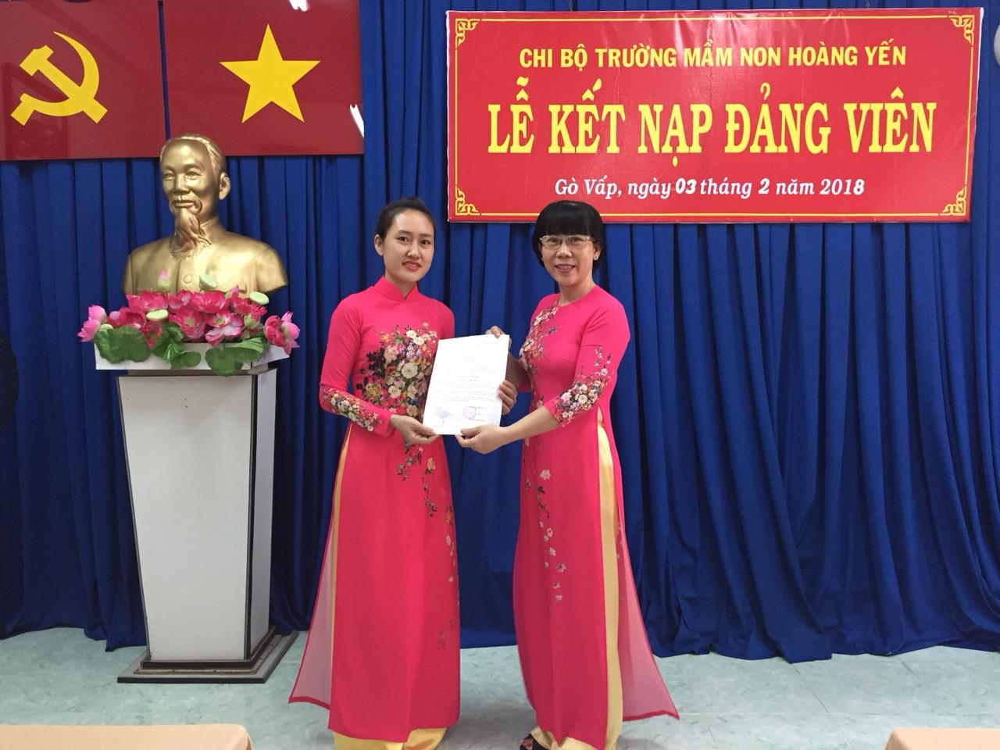 CHI BỘ TRƯỜNG MẦM NON HOÀNG YẾN
LỄ KẾT NẠP ĐẢNG VIÊN
Gò Vấp, ngày 03 tháng 2 năm 2018